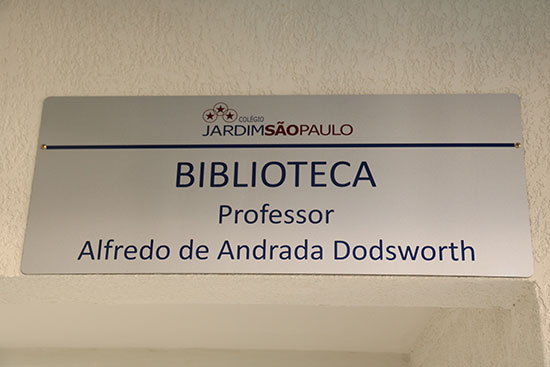 COLÉGIO
JARDIMSÃOPAULO
BIBLIOTECA
Professor
Alfredo de Andrada Dodsworth